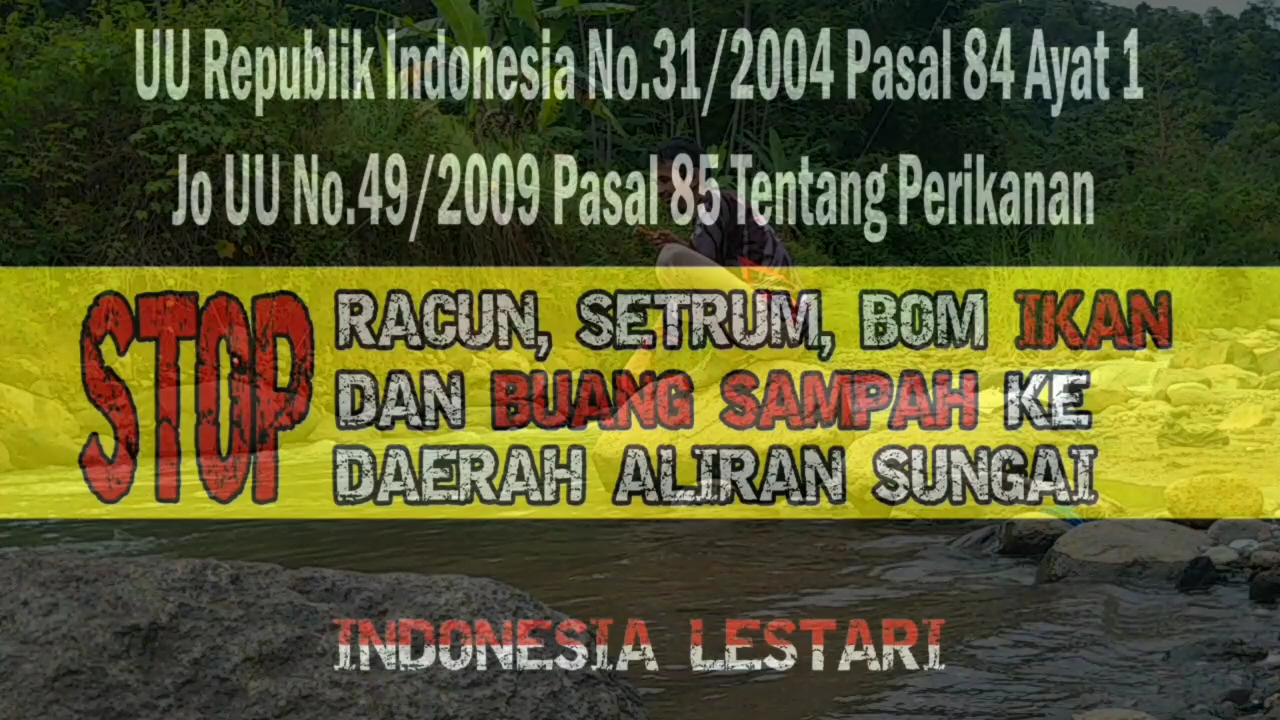 UU Republik Indonesia No.31/2004 Pasal 84 Ayat 1
Jo UU No.49/2009 Pasal 85 Tentang Perikanan
STOP
RACUN, SETRUM, BOM IKAN
DAN BUANG SAMPAH KE
DAERAH ALIRAN SUNGAI
INDONESIA LESTARI